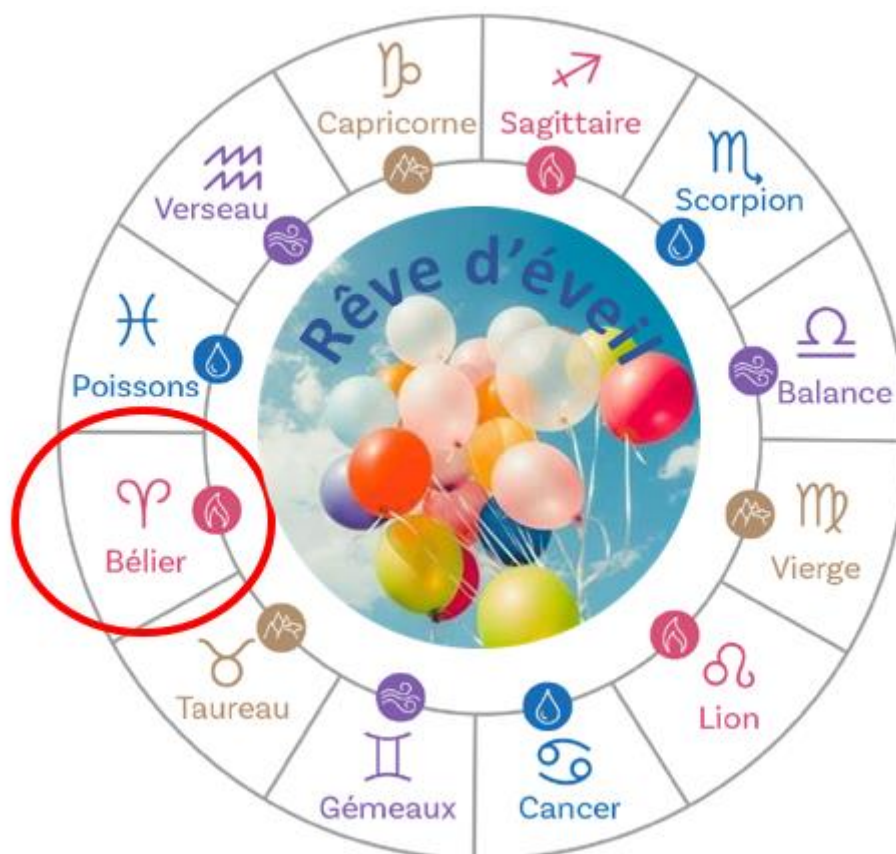 Capricorne
Sagittaire
Scorpion
Balance
Vierge
Lion
Cancer
Gémeaux
Taureau
Bélier
Poissons
Verseau
Rêve d'éveil